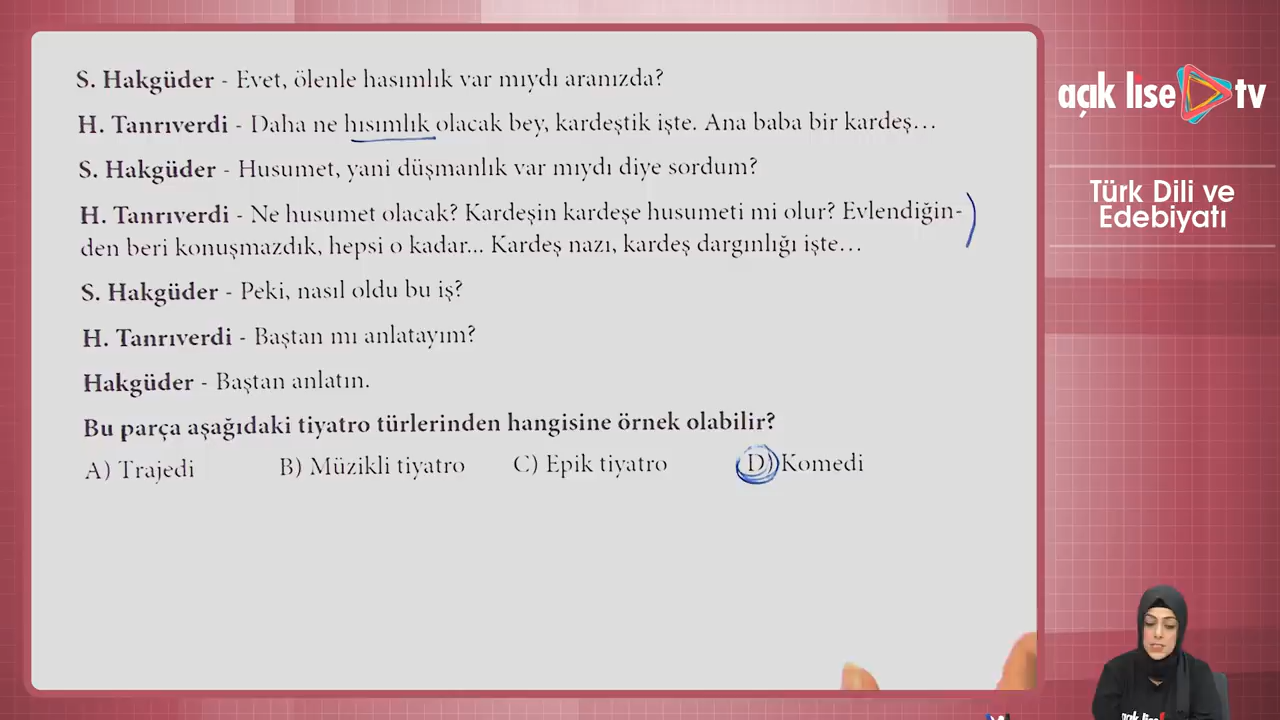 S. Hakgüder - Evet, ölenle hasımlık var mıydı aranızda?
H. Tanrıverdi - Daha ne hısımlık olacak bey, kardeştik işte. Ana baba bir kardeş...
S. Hakgüder - Husumet, yani düşmanlık var mıydı diye sordum?
H. Tanrıverdi - Ne husumet olacak? Kardeşin kardeşe husumeti mi olur? Evlendiğin-
den beri konuşmazdık, hepsi o kadar... Kardeş nazı, kardeş dargınlığı işte...
S. Hakgüder - Peki, nasıl oldu bu iş?
H. Tanrıverdi - Baştan mı anlatayım?
Hakgüder - Baştan anlatın.
Bu parça aşağıdaki tiyatro türlerinden hangisine örnek olabilir?
A) Trajedi B) Müzikli tiyatro C) Epik tiyatro D) Komedi
açık lise tv
Türk Dili ve
Edebiyatı
açık lise